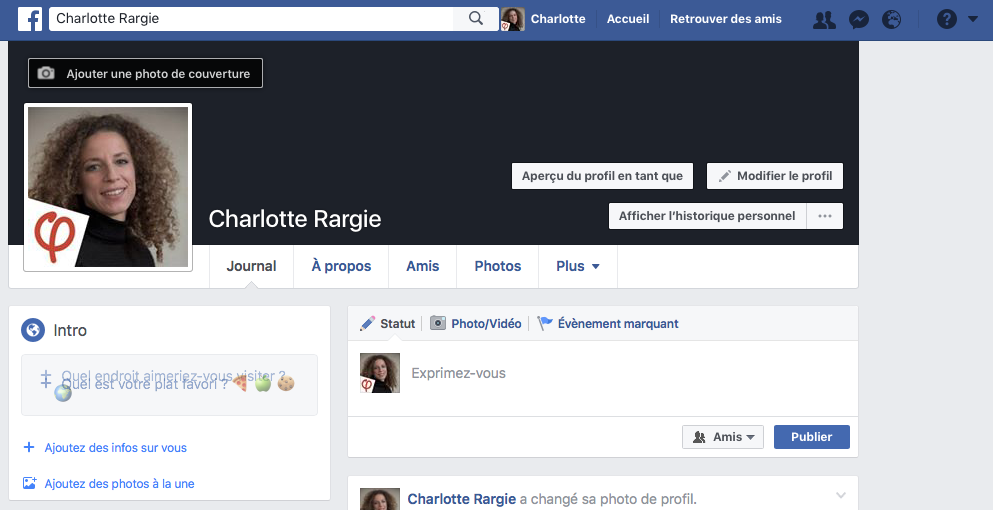 Charlotte Rargie
Charlotte
Accueil
Retrouver des amis
Ajouter une photo de couverture
Aperçu du profil en tant que
Modifier le profil
Charlotte Rargie
Afficher l'historique personnel
Journal
À propos
Amis
Photos
Plus
Intro
Quel endroit aimeriez-vous visiter ?
Quel est votre plat favori ?
Ajoutez des infos sur vous
Ajoutez des photos à la une
Statut
Photo/Vidéo
Évènement marquant
Exprimez-vous
Amis
Publier
Charlotte Rargie a changé sa photo de profil.